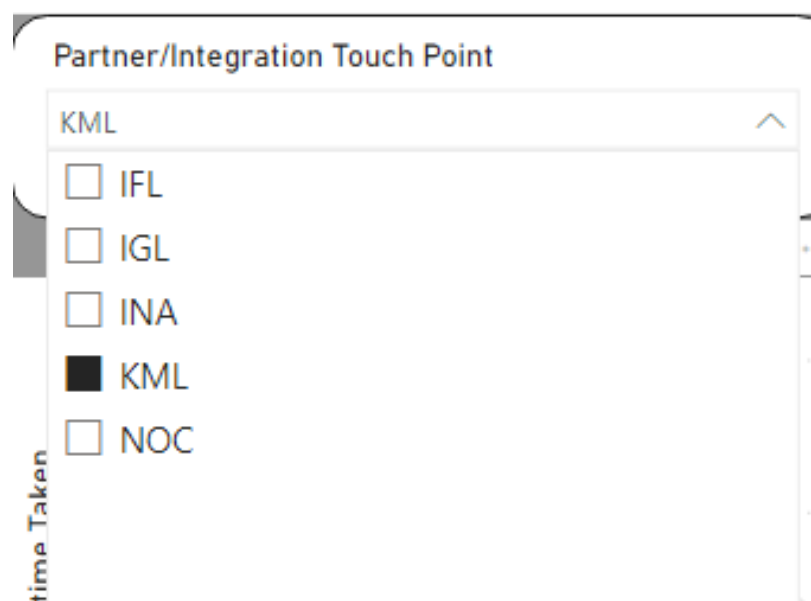 Partner/Integration Touch Point
KML
IFL
IGL
INA
KML
NOC
time Taken